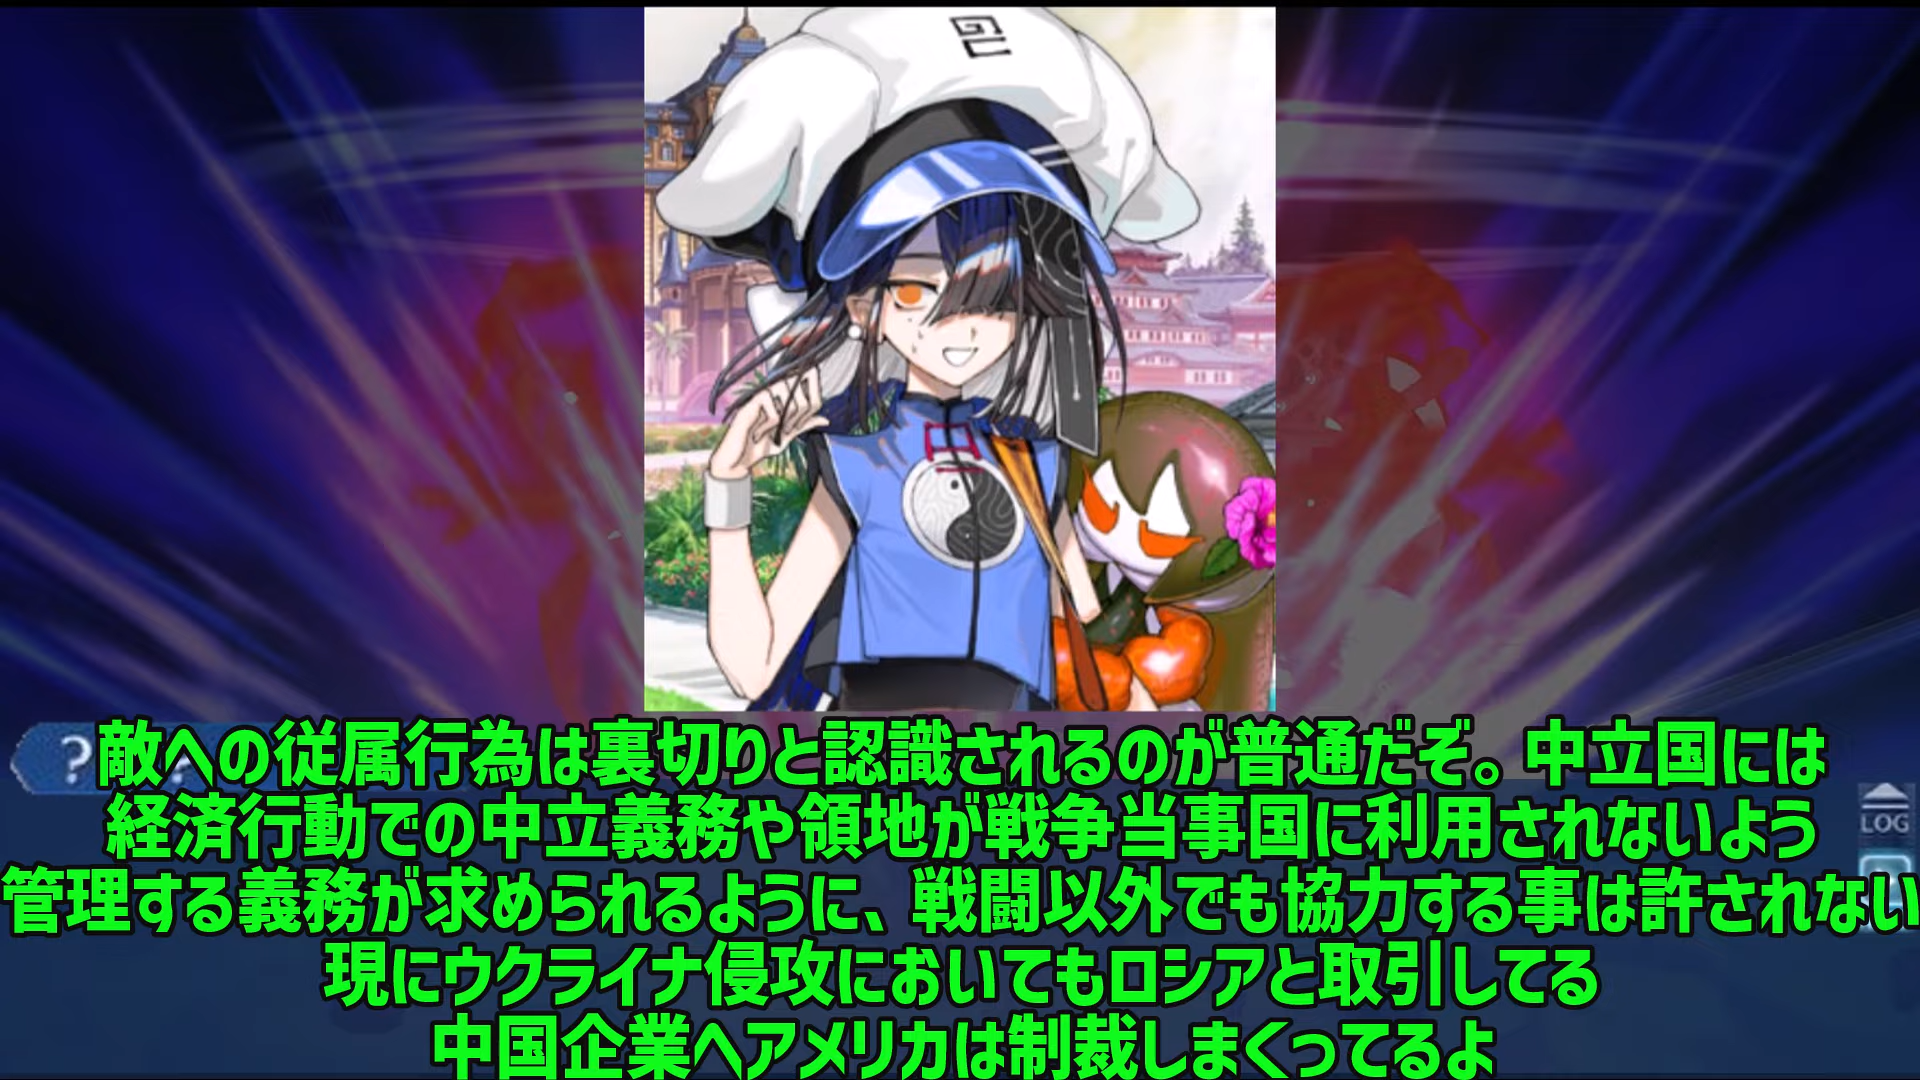 敵への従属行為は裏切りと認識されるのが普通だぞ。中立国には
経済行動での中立義務や領地が戦争当事国に利用されないよう
管理する義務が求められるように、戦闘以外でも協力する事は許されない
現にウクライナ侵攻においてもロシアと取引してる
中国企業へアメリカは制裁しまくってるよ
?
LOG